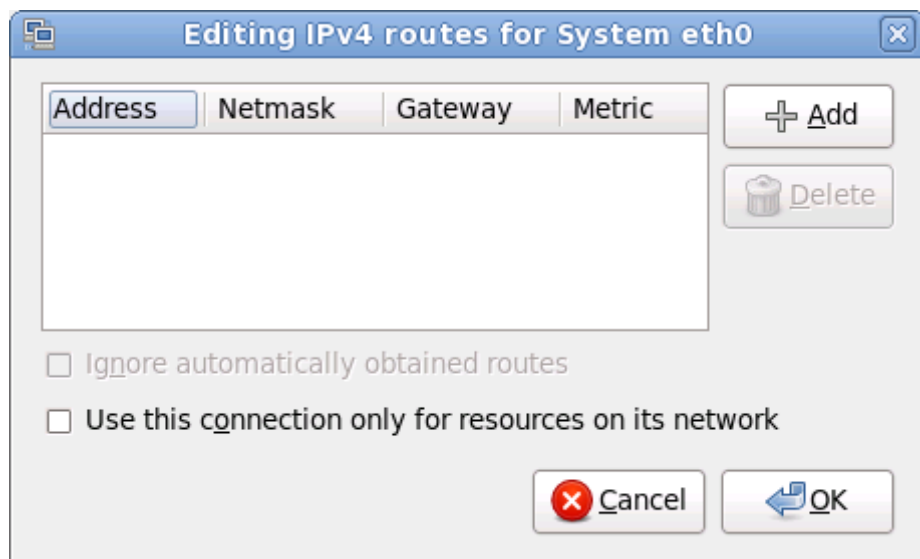 Editing IPv4 routes for System eth0
Address Netmask Gateway Metric
Add
Delete
Ignore automatically obtained routes
Use this connection only for resources on its network
Cancel OK